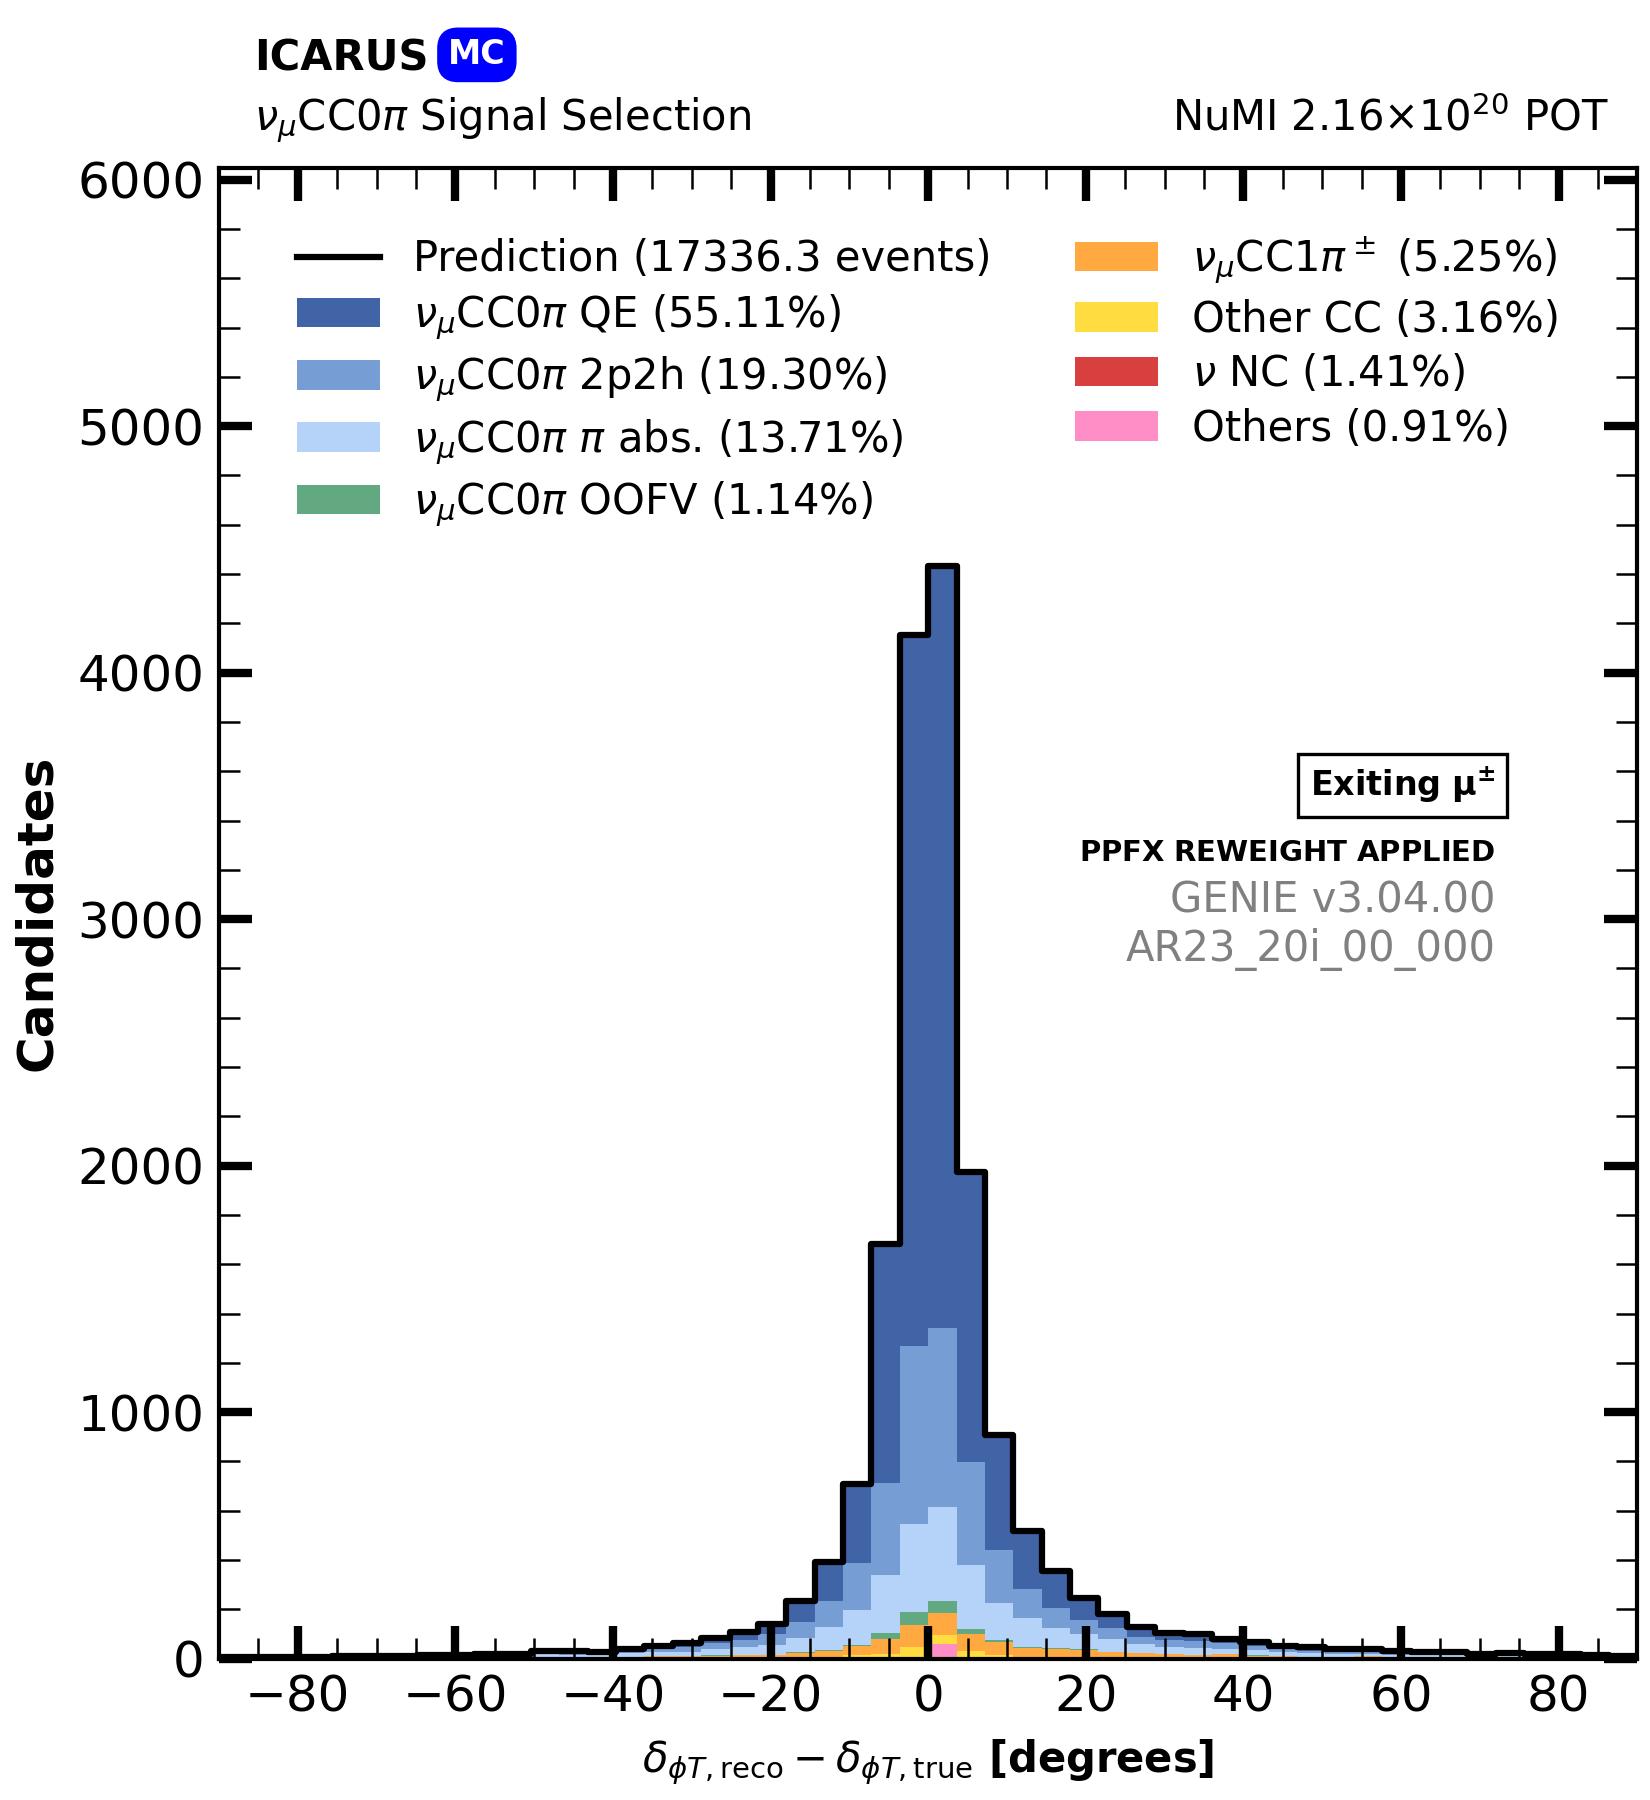 ICARUS MC
νμCC0π Signal Selection
NuMI 2.16×10²⁰ POT
6000
5000
4000
3000
2000
1000
0
Candidates
Prediction (17336.3 events)
νμCC0π QE (55.11%)
νμCC0π 2p2h (19.30%)
νμCC0π π abs. (13.71%)
νμCC0π OOFV (1.14%)
νμCC1π± (5.25%)
Other CC (3.16%)
ν NC (1.41%)
Others (0.91%)
Exiting μ±
PPFX REWEIGHT APPLIED
GENIE v3.04.00
AR23_20i_00_000
−80 −60 −40 −20 0 20 40 60 80
δϕT,reco − δϕT,true [degrees]